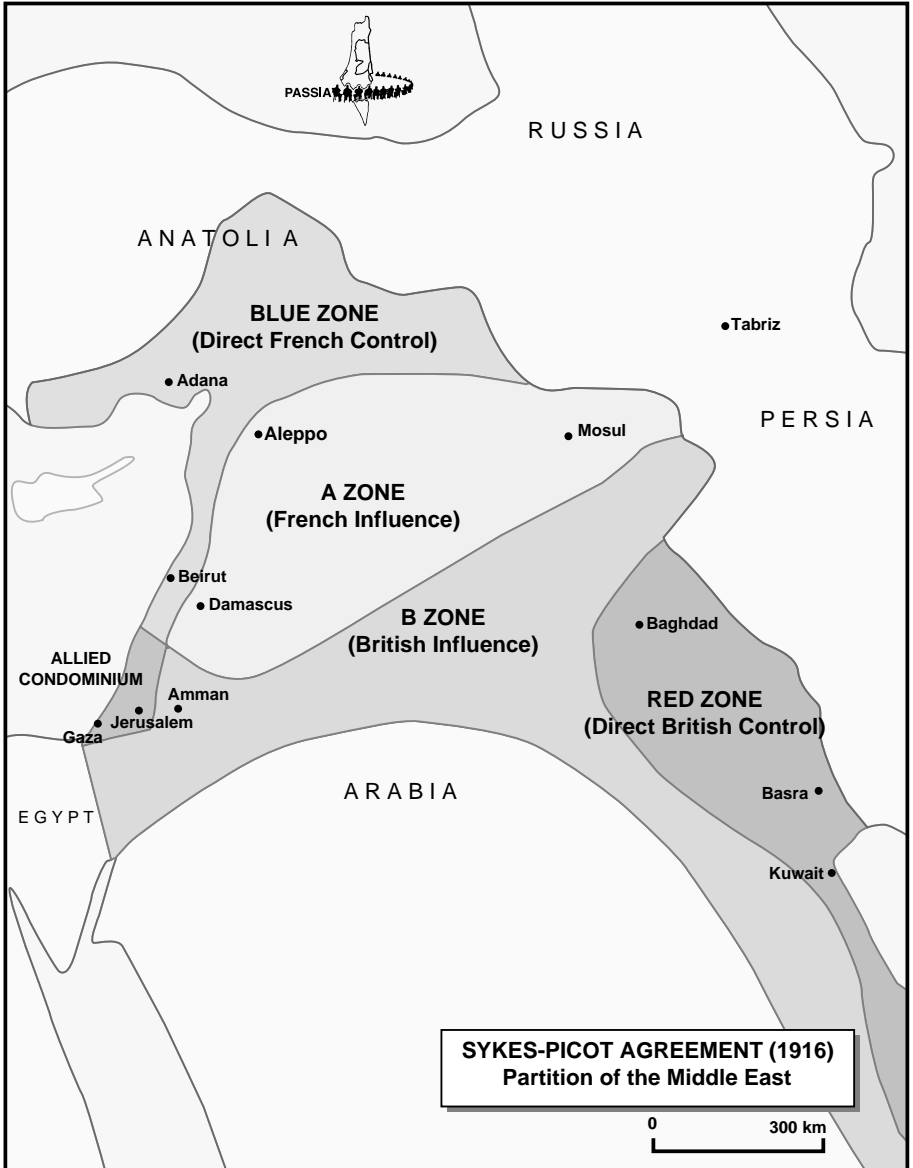 PASSIA
RUSSIA
ANATOLIA
BLUE ZONE
(Direct French Control)
Tabriz
Adana
PERSIA
Aleppo
Mosul
A ZONE
(French Influence)
Beirut
Damascus
B ZONE
(British Influence)
Baghdad
ALLIED
CONDOMINIUM
Amman
Jerusalem
Gaza
RED ZONE
(Direct British Control)
ARABIA
Basra
EGYPT
Kuwait
SYKES-PICOT AGREEMENT (1916)
Partition of the Middle East
0 300 km